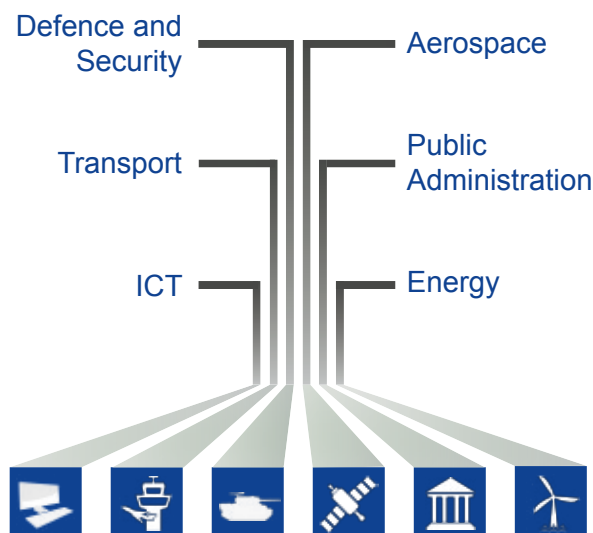 Defence and
Security
Aerospace
Transport
Public
Administration
ICT
Energy